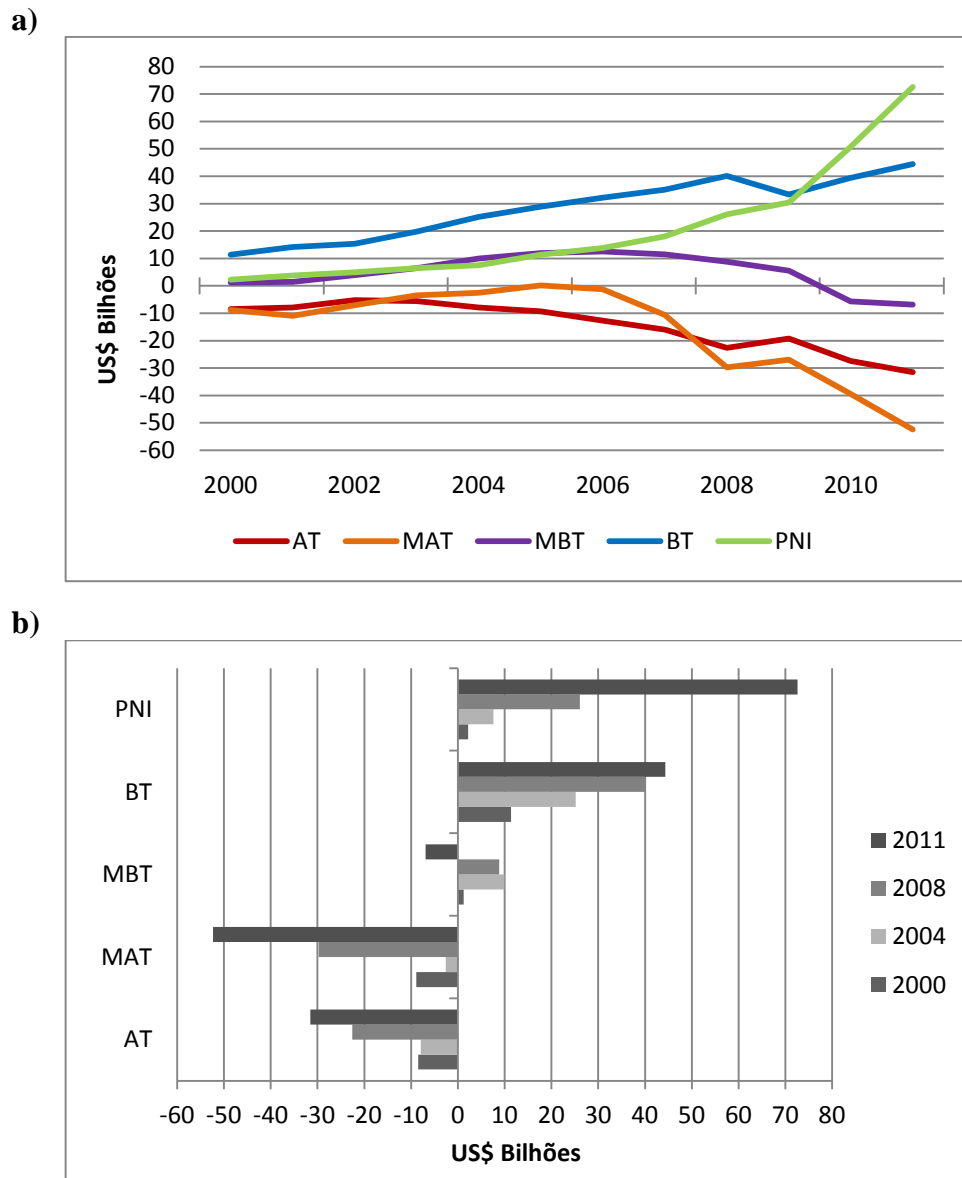 a)
80
70
60
50
40
30
20
10
0
-10
-20
-30
-40
-50
-60
US$ Bilhões
2000 2002 2004 2006 2008 2010
AT MAT MBT BT PNI
b)
PNI
BT
MBT
MAT
AT
2011
2008
2004
2000
-60 -50 -40 -30 -20 -10 0 10 20 30 40 50 60 70 80
US$ Bilhões